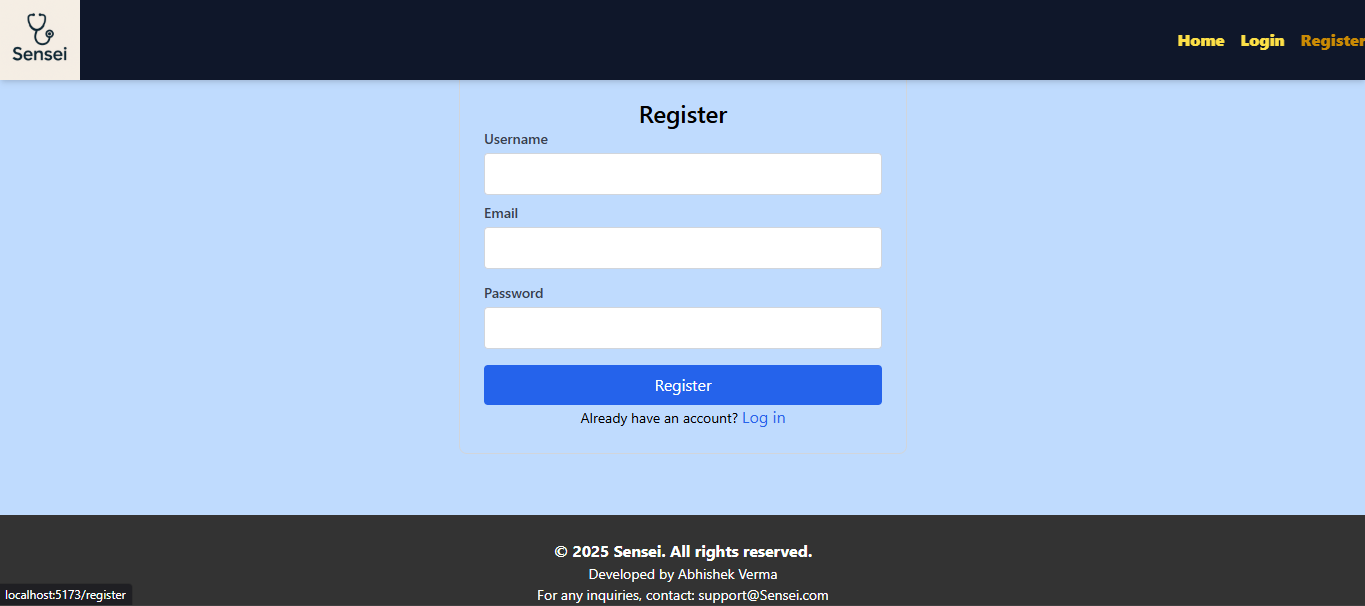 Sensei
Home Login Register
Register
Username
Email
Password
Register
Already have an account? Log in
© 2025 Sensei. All rights reserved.
Developed by Abhishek Verma
For any inquiries, contact: support@Sensei.com
localhost:5173/register